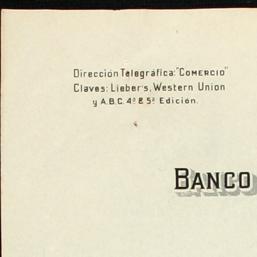 Dirección Telegráfica: "COMERCIO"
Claves: Lieber's, Western Union
y A.B.C. 4ª & 5ª Edición.
BANCO